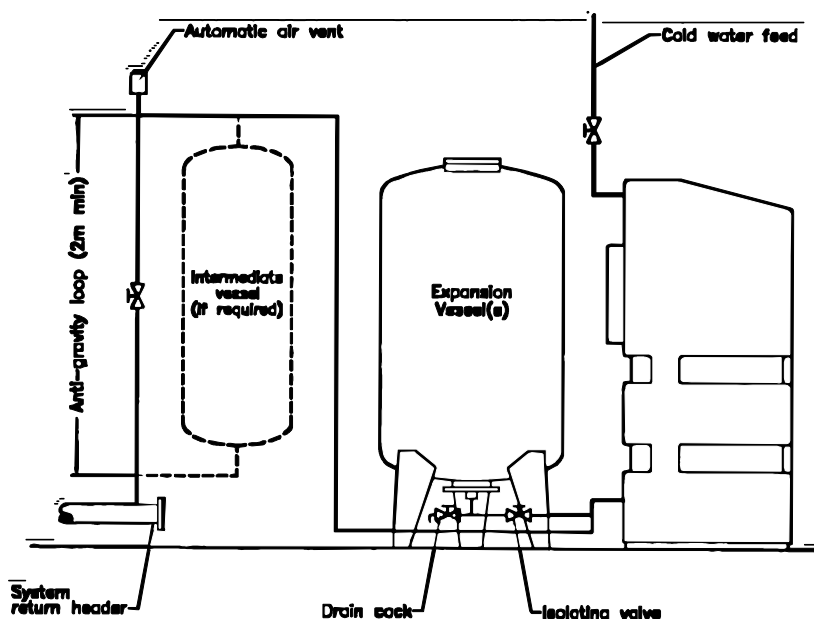 Automatic air vent
Cold water feed
Anti-gravity loop (2m min)
Intermediate
vessel
(if required)
Expansion
Vessel(s)
System
return header
Drain cock
Isolating valve